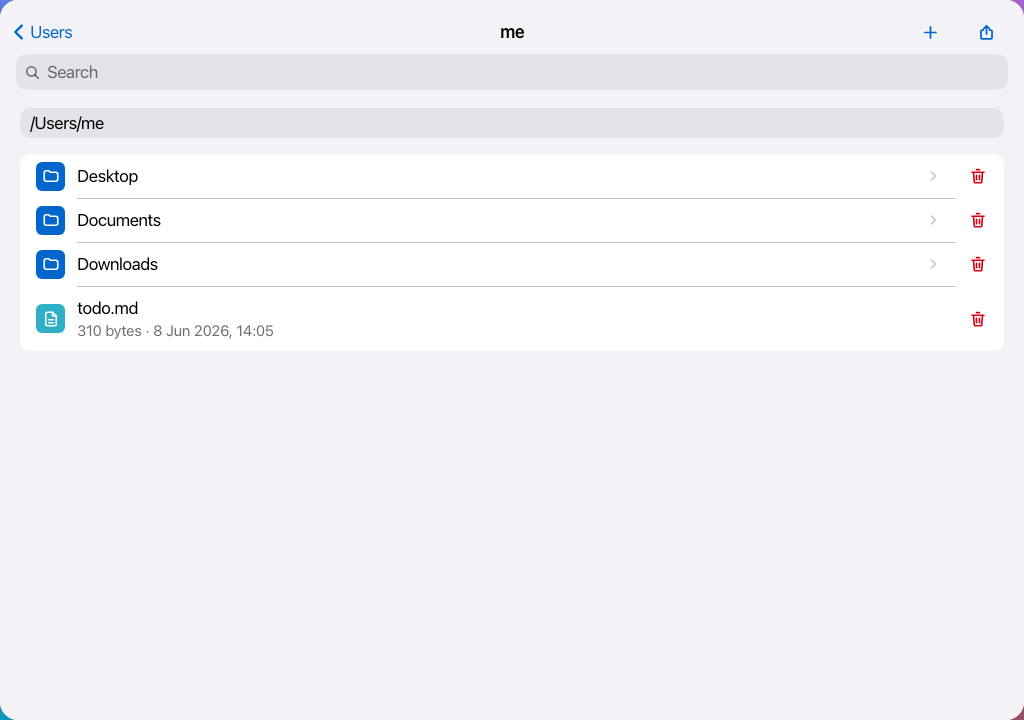 Users
me
Search
/Users/me
Desktop
Documents
Downloads
todo.md
310 bytes · 8 Jun 2026, 14:05